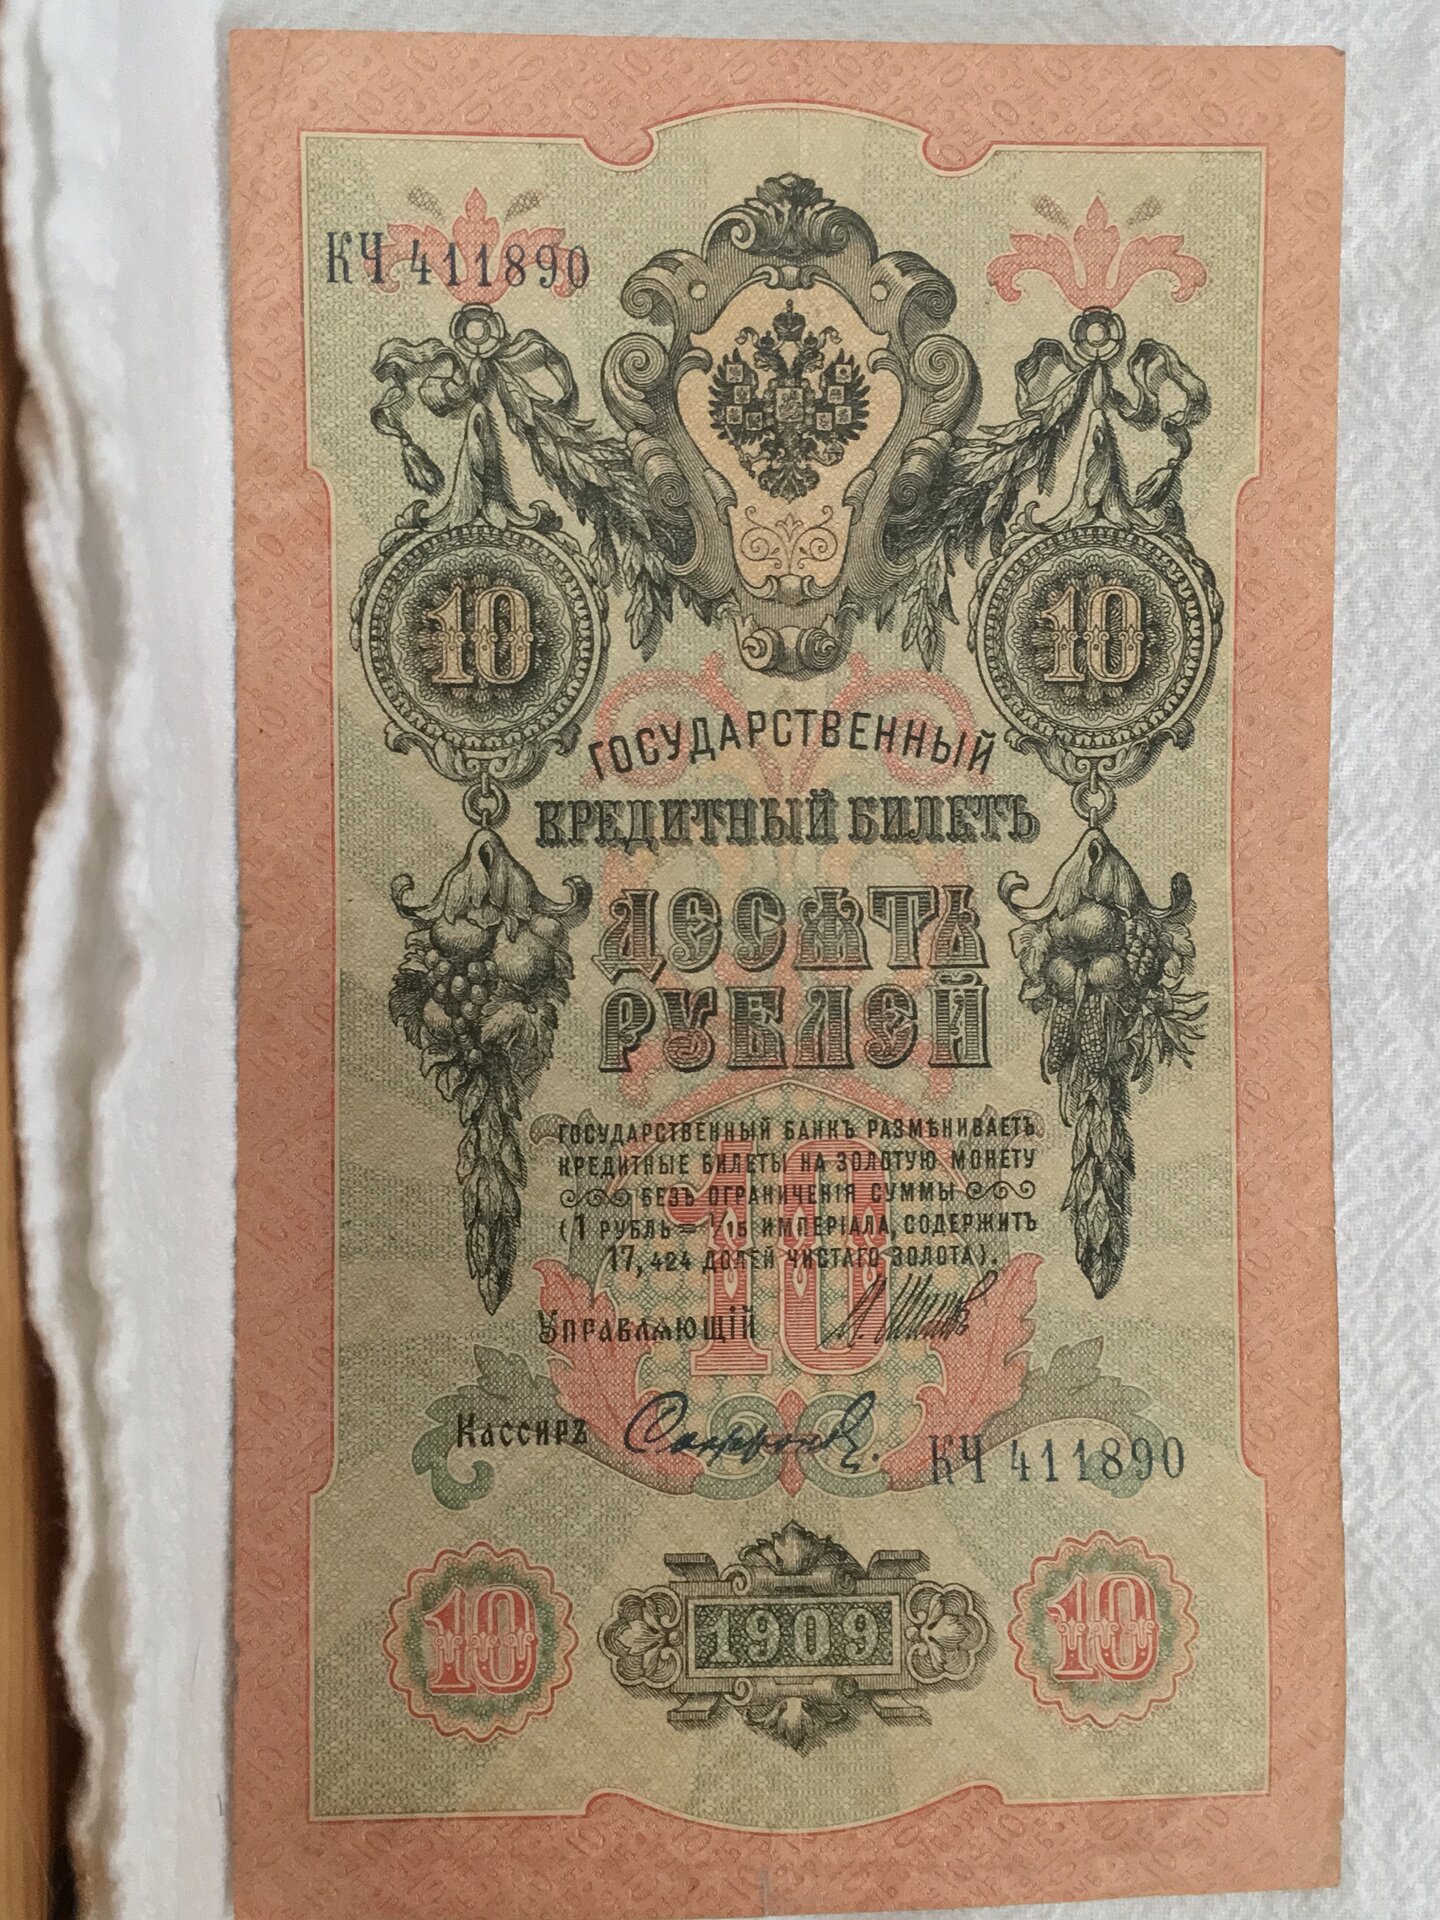 КЧ 411890
10 10
ГОСУДАРСТВЕННЫЙ
КРЕДИТНЫЙ БИЛЕТЪ
ДЕСЯТЬ
РУБЛЕЙ
ГОСУДАРСТВЕННЫЙ БАНКЪ РАЗМѢНИВАЕТЪ
КРЕДИТНЫЕ БИЛЕТЫ НА ЗОЛОТУЮ МОНЕТУ
БЕЗЪ ОГРАНИЧЕНІЯ СУММЫ
(1 РУБЛЬ = 1/15 ИМПЕРІАЛА, СОДЕРЖИТЪ
17,424 ДОЛЕЙ ЧИСТАГО ЗОЛОТА).
10
УПРАВЛЯЮЩІЙ
КАССИРЪ
КЧ 411890
10 1909 10